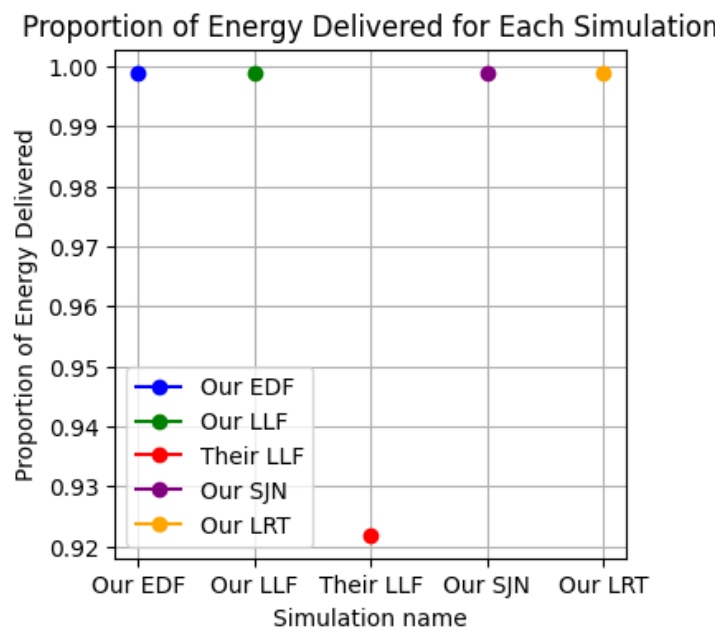 Proportion of Energy Delivered for Each Simulation
1.00
0.99
0.98
0.97
0.96
0.95
0.94
0.93
0.92
Proportion of Energy Delivered
Our EDF
Our LLF
Their LLF
Our SJN
Our LRT
Our EDF Our LLF Their LLF Our SJN Our LRT
Simulation name